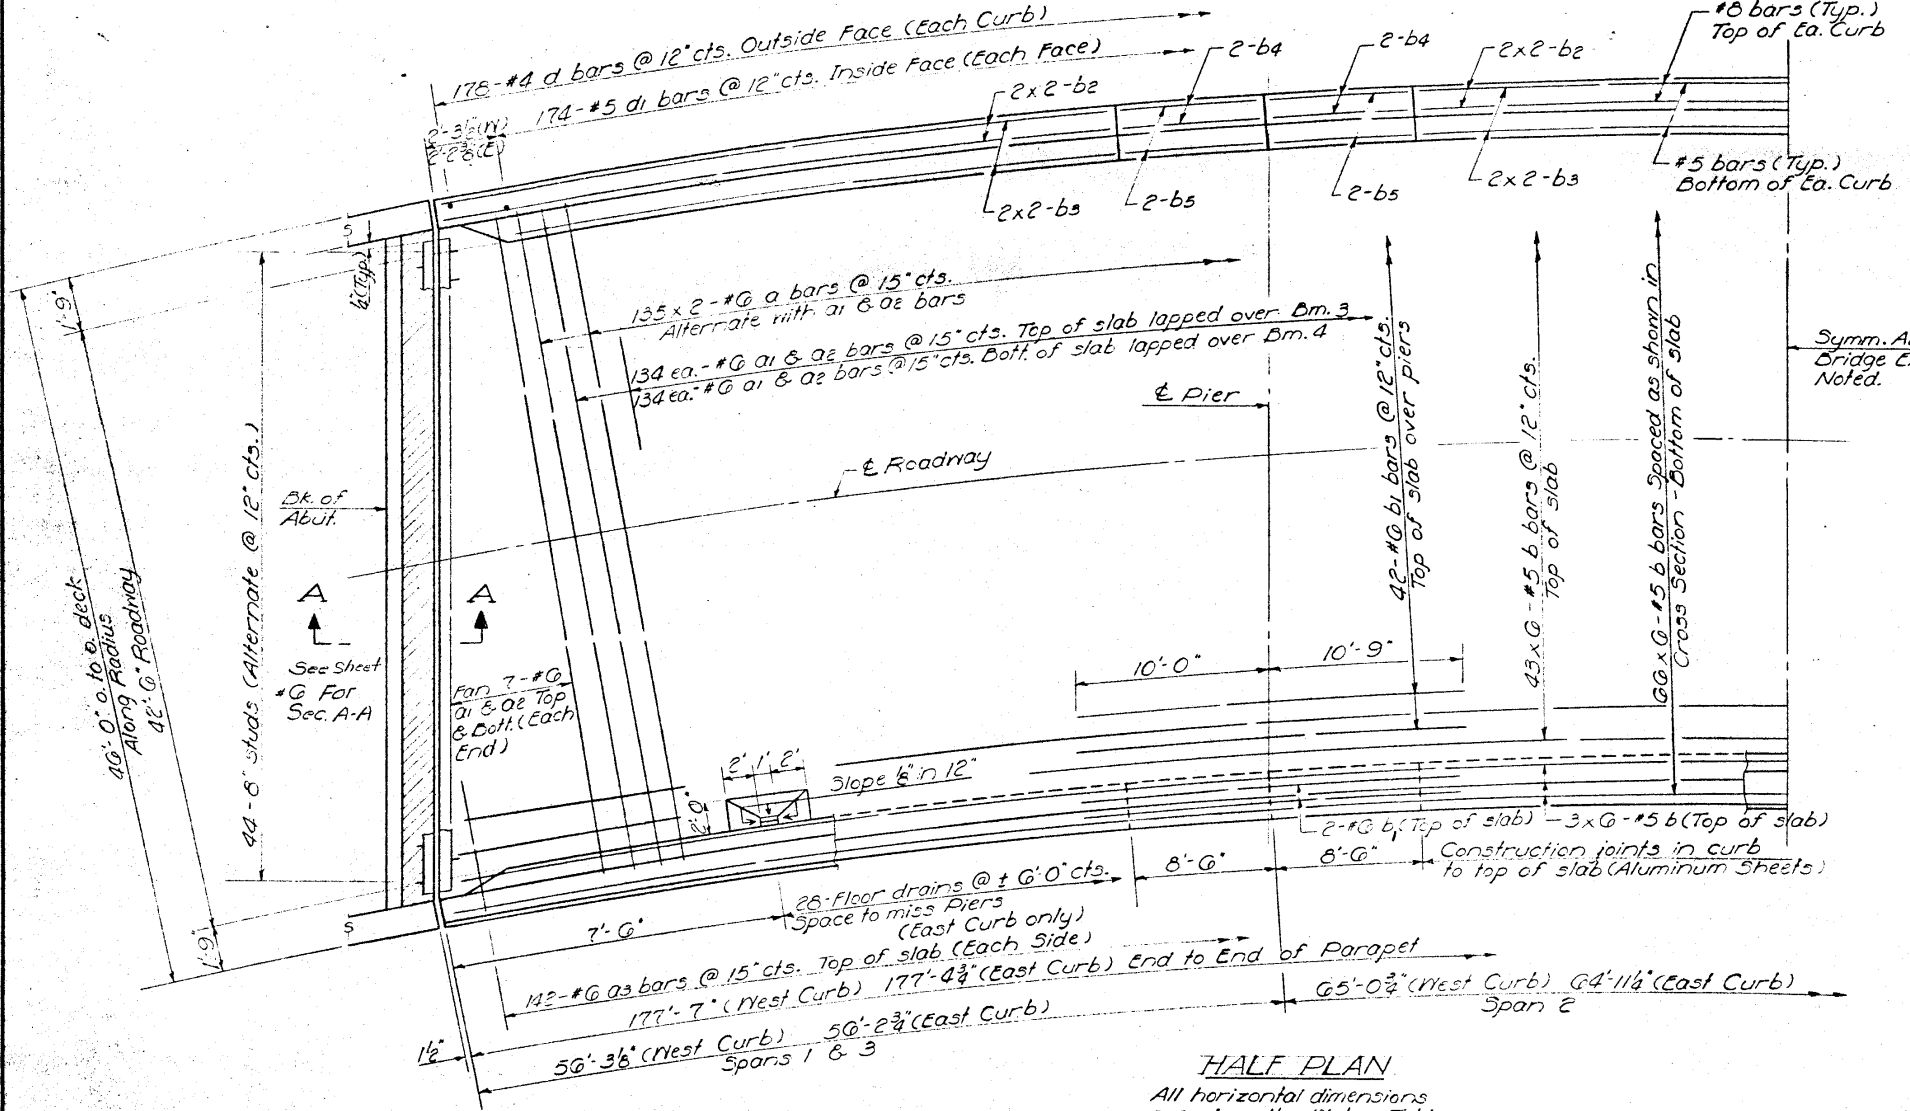 178-#4 d bars @ 12" cts. Outside Face (Each Curb)
174-#5 d1 bars @ 12" cts. Inside Face (Each Face)
2'-3½"(W)
2'-2⅜"(E)
2x2-b2
2-b4
2-b4
2x2-b2
#8 bars (Typ.)
Top of Ea. Curb
2x2-b3
2-b5
2-b5
2x2-b3
#5 bars (Typ.)
Bottom of Ea. Curb
S
½"(Typ.)
1'-9"
135 x 2-#6 a bars @ 15" cts.
Alternate with a1 & a2 bars
134 ea.-#6 a1 & a2 bars @ 15" cts. Top of slab lapped over Bm. 3
134 ea.-#6 a1 & a2 bars @ 15" cts. Bott. of slab lapped over Bm. 4
℄ Pier
℄ Roadway
42-#6 b1 bars @ 12" cts.
Top of slab over piers
43x6-#5 b bars @ 12" cts.
Top of slab
66x6-#5 b bars Spaced as shown in
Cross Section - Bottom of slab
Symm.
Bridge
Noted.
Bk. of
Abut.
44-8" studs (Alternate @ 12" cts.)
46'-0" o. to o. deck
Along Radius
42'-6" Roadway
A
A
See Sheet
#6 For
Sec. A-A
Fan 7-#6
a1 & a2 Top
& Bott. (Each
End)
10'-0"
10'-9"
2' 1' 2'
2'-0"
Slope ⅛" in 12"
2-#6 b1 (Top of slab)
3x6-#5 b (Top of slab)
8'-6"
8'-6"
Construction joints in curb
to top of slab (Aluminum Sheets)
S
1'-9"
7'-6"
28-Floor drains @ ± 6'-0" cts.
Space to miss Piers
(East Curb only)
142-#6 a3 bars @ 15" cts. Top of slab (Each Side)
177'-7" (West Curb) 177'-4¾" (East Curb) End to End of Parapet
65'-0¾" (West Curb) 64'-11¼" (East Curb)
Span 2
1½"
56'-3⅛" (West Curb) 56'-2¾" (East Curb)
Spans 1 & 3
HALF PLAN
All horizontal dimensions